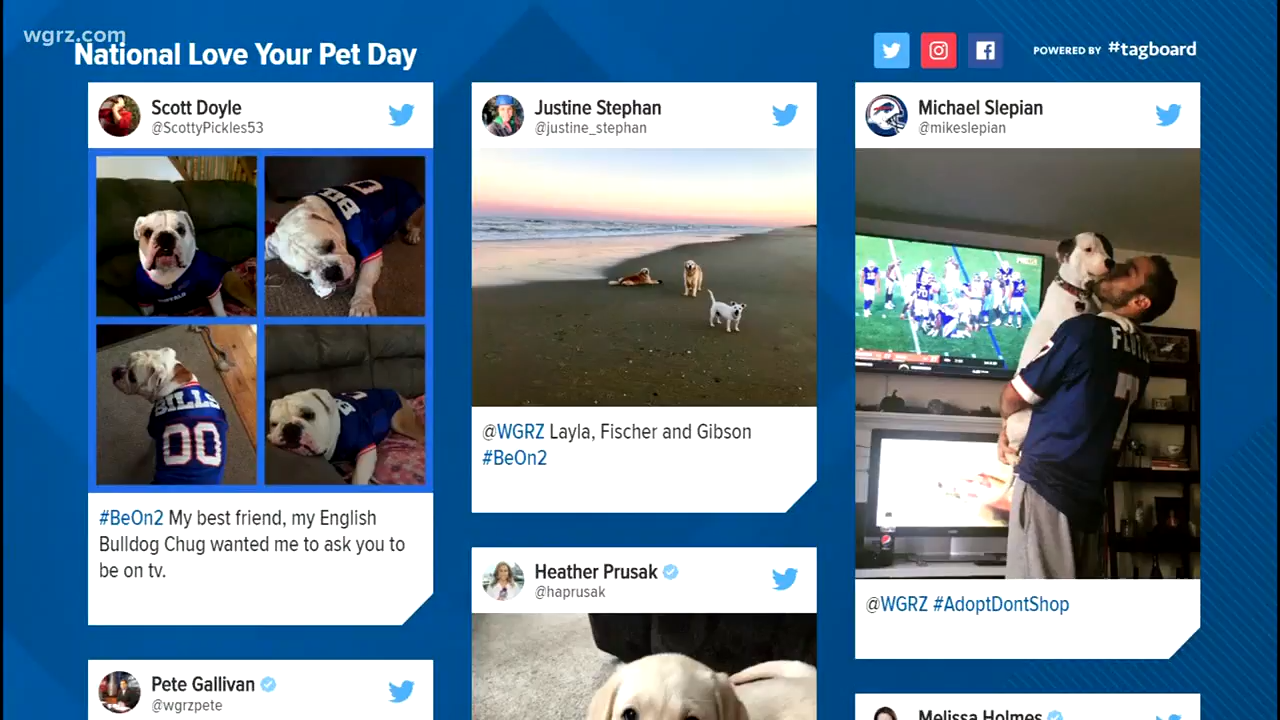 wgrz.com
National Love Your Pet Day
POWERED BY #tagboard
Scott Doyle
@ScottyPickles53
BILLS
00
#BeOn2 My best friend, my English
Bulldog Chug wanted me to ask you to
be on tv.
Pete Gallivan
@wgrzpete
Justine Stephan
@justine_stephan
@WGRZ Layla, Fischer and Gibson
#BeOn2
Heather Prusak
@haprusak
Michael Slepian
@mikeslepian
@WGRZ #AdoptDontShop
Melissa Holmes